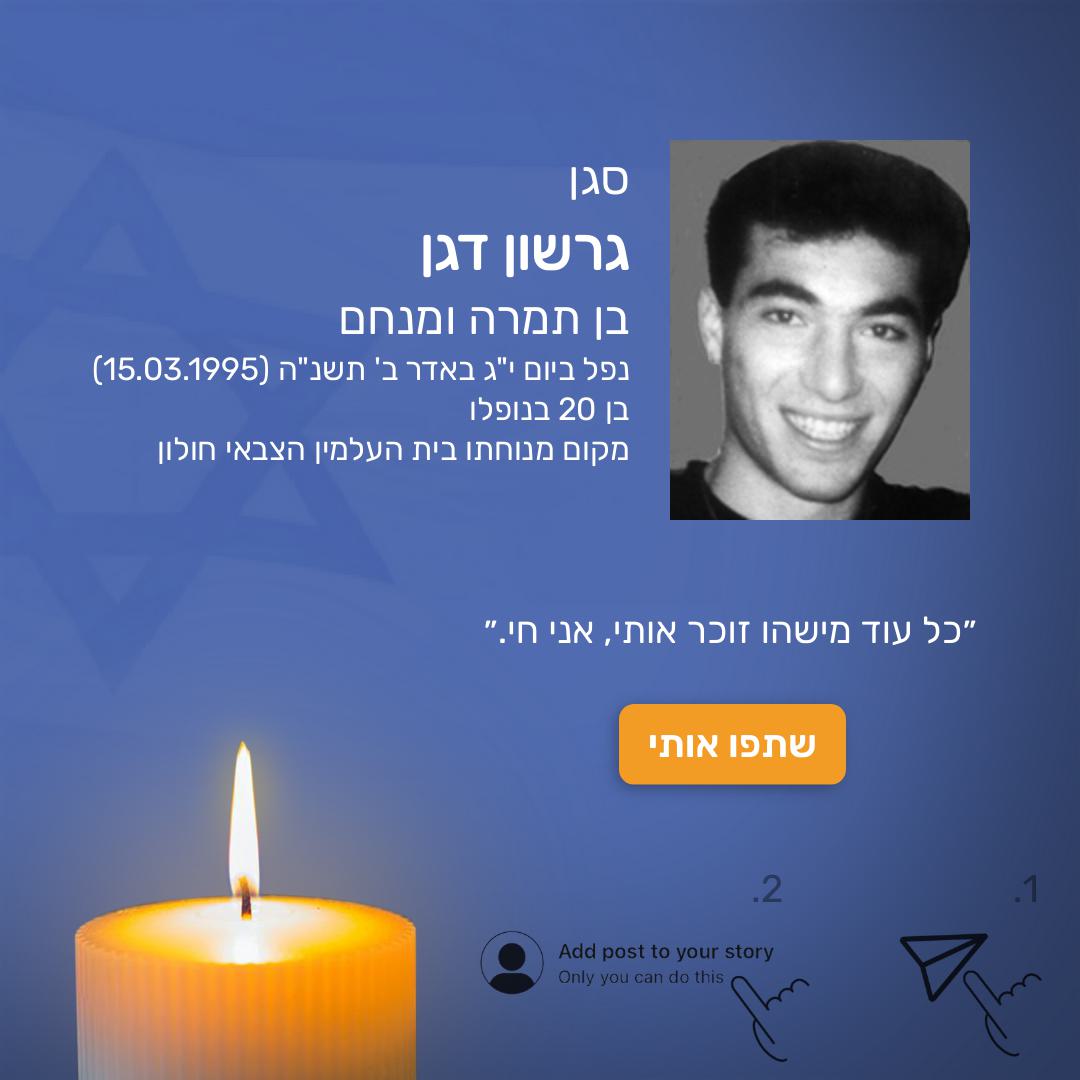 סגן
גרשון דגן
בן תמרה ומנחם
נפל ביום י"ג באדר ב' תשנ"ה (15.03.1995)
בן 20 בנופלו
מקום מנוחתו בית העלמין הצבאי חולון
״כל עוד מישהו זוכר אותי, אני חי.״
שתפו אותי
1.
2.
Add post to your story
Only you can do this